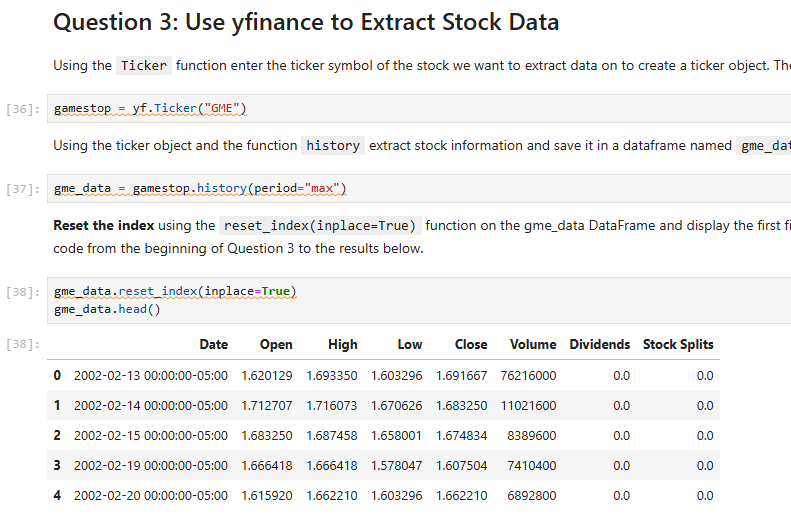 Question 3: Use yfinance to Extract Stock Data
Using the Ticker function enter the ticker symbol of the stock we want to extract data on to create a ticker object. The
[36]: gamestop = yf.Ticker("GME")
Using the ticker object and the function history extract stock information and save it in a dataframe named gme_dat
[37]: gme_data = gamestop.history(period="max")
Reset the index using the reset_index(inplace=True) function on the gme_data DataFrame and display the first fi
code from the beginning of Question 3 to the results below.
[38]: gme_data.reset_index(inplace=True)
gme_data.head()
[38]: Date Open High Low Close Volume Dividends Stock Splits
0 2002-02-13 00:00:00-05:00 1.620129 1.693350 1.603296 1.691667 76216000 0.0 0.0
1 2002-02-14 00:00:00-05:00 1.712707 1.716073 1.670626 1.683250 11021600 0.0 0.0
2 2002-02-15 00:00:00-05:00 1.683250 1.687458 1.658001 1.674834 8389600 0.0 0.0
3 2002-02-19 00:00:00-05:00 1.666418 1.666418 1.578047 1.607504 7410400 0.0 0.0
4 2002-02-20 00:00:00-05:00 1.615920 1.662210 1.603296 1.662210 6892800 0.0 0.0